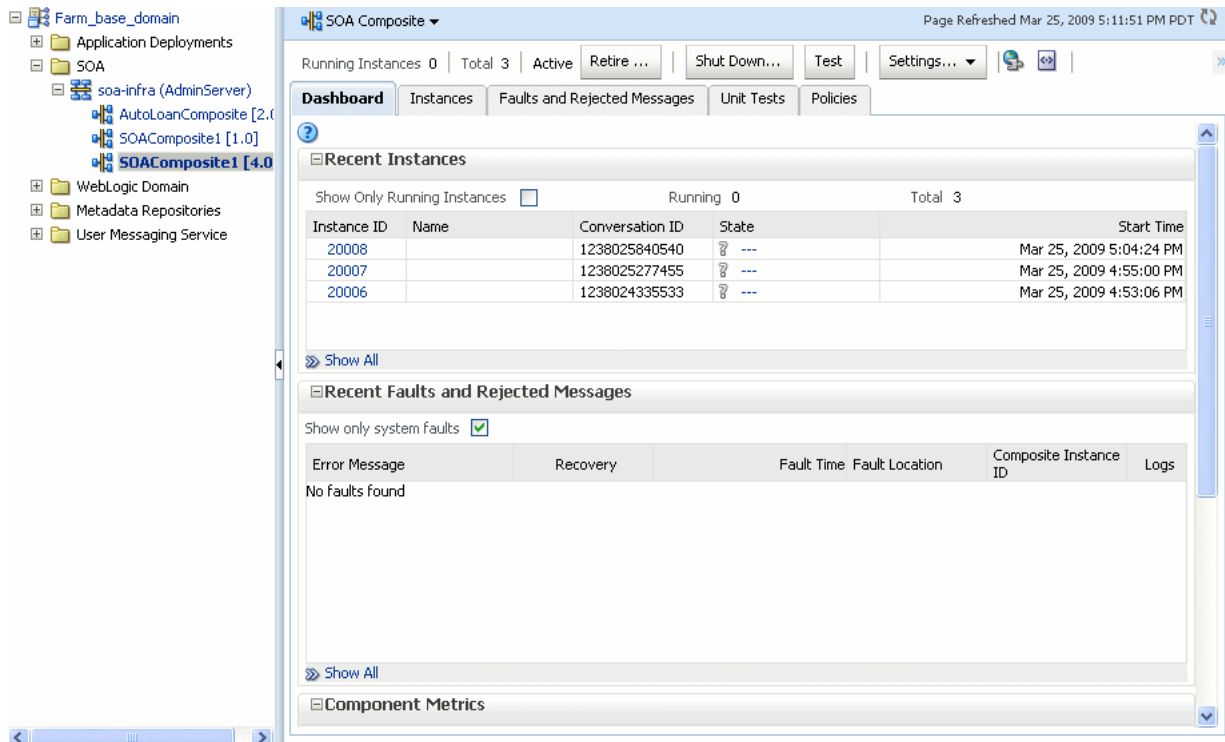 Farm_base_domain
Application Deployments
SOA
soa-infra (AdminServer)
AutoLoanComposite [2.0
SOAComposite1 [1.0]
SOAComposite1 [4.0
WebLogic Domain
Metadata Repositories
User Messaging Service
SOA Composite
Page Refreshed Mar 25, 2009 5:11:51 PM PDT
Running Instances 0 Total 3 Active Retire ... Shut Down... Test Settings...
Dashboard Instances Faults and Rejected Messages Unit Tests Policies
Recent Instances
Show Only Running Instances Running 0 Total 3
Instance ID Name Conversation ID State Start Time
20008 1238025840540 --- Mar 25, 2009 5:04:24 PM
20007 1238025277455 --- Mar 25, 2009 4:55:00 PM
20006 1238024335533 --- Mar 25, 2009 4:53:06 PM
Show All
Recent Faults and Rejected Messages
Show only system faults
Error Message Recovery Fault Time Fault Location Composite Instance ID Logs
No faults found
Show All
Component Metrics